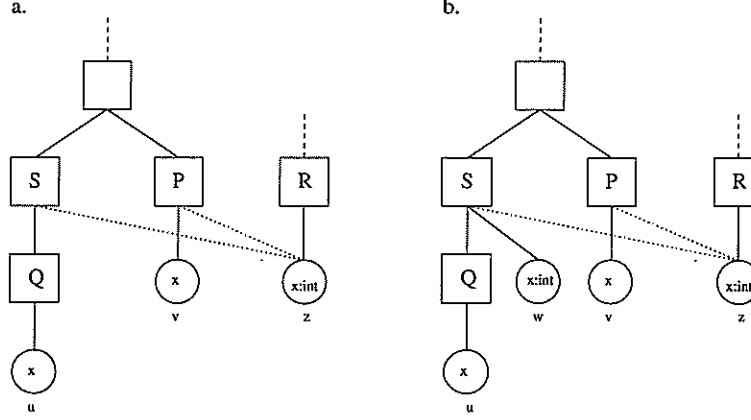 a. b.
S P R S P R
Q x x:int Q x:int x x:int
v z w v z
x x
u u